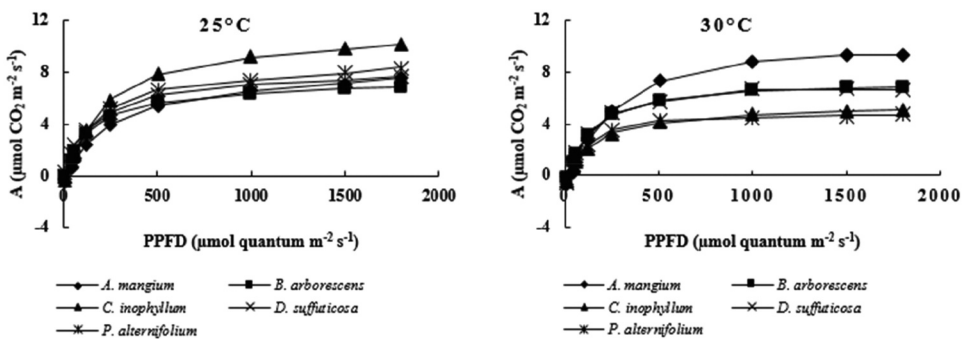 25°C
12
8
4
0
-4
A (µmol CO2 m-2 s-1)
0 500 1000 1500 2000
PPFD (µmol quantum m-2 s-1)
A. mangium B. arborescens
C. inophyllum D. suffuticosa
P. alternifolium
30°C
12
8
4
0
-4
A (µmol CO2 m-2 s-1)
0 500 1000 1500 2000
PPFD (µmol quantum m-2 s-1)
A. mangium B. arborescens
C. inophyllum D. suffuticosa
P. alternifolium